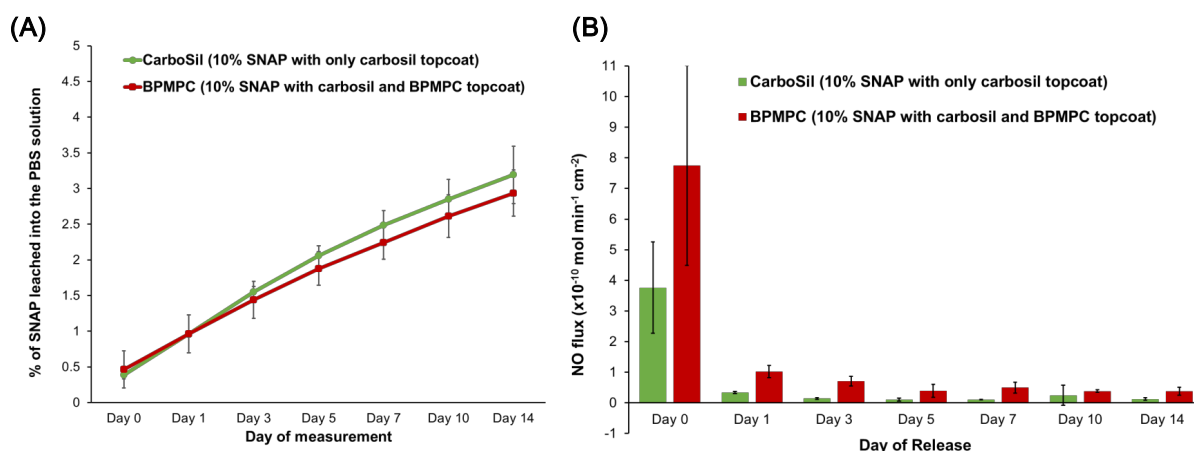 (A)
% of SNAP leached into the PBS solution
5
4.5
4
3.5
3
2.5
2
1.5
1
0.5
0
CarboSil (10% SNAP with only carbosil topcoat)
BPMPC (10% SNAP with carbosil and BPMPC topcoat)
Day 0 Day 1 Day 3 Day 5 Day 7 Day 10 Day 14
Day of measurement
(B)
NO flux (x10⁻¹⁰ mol min⁻¹ cm⁻²)
11
10
9
8
7
6
5
4
3
2
1
0
-1
CarboSil (10% SNAP with only carbosil topcoat)
BPMPC (10% SNAP with carbosil and BPMPC topcoat)
Day 0 Day 1 Day 3 Day 5 Day 7 Day 10 Day 14
Day of Release